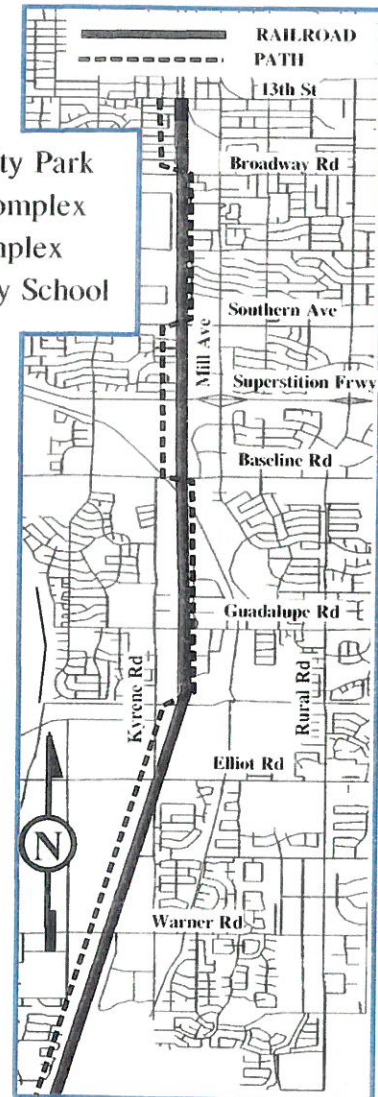 RAILROAD
PATH
13th St
ty Park
omplex
nplex
y School
Broadway Rd
Southern Ave
Mill Ave
Superstition Frwy
Baseline Rd
Guadalupe Rd
Kyrene Rd
Rural Rd
Elliot Rd
N
Warner Rd